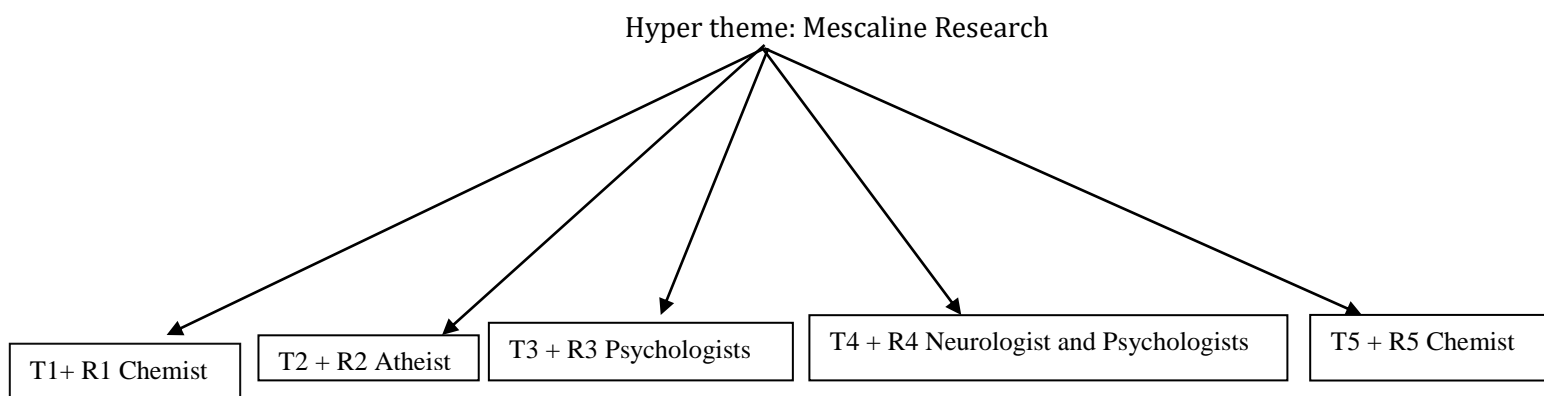 Hyper theme: Mescaline Research
T1+ R1 Chemist
T2 + R2 Atheist
T3 + R3 Psychologists
T4 + R4 Neurologist and Psychologists
T5 + R5 Chemist